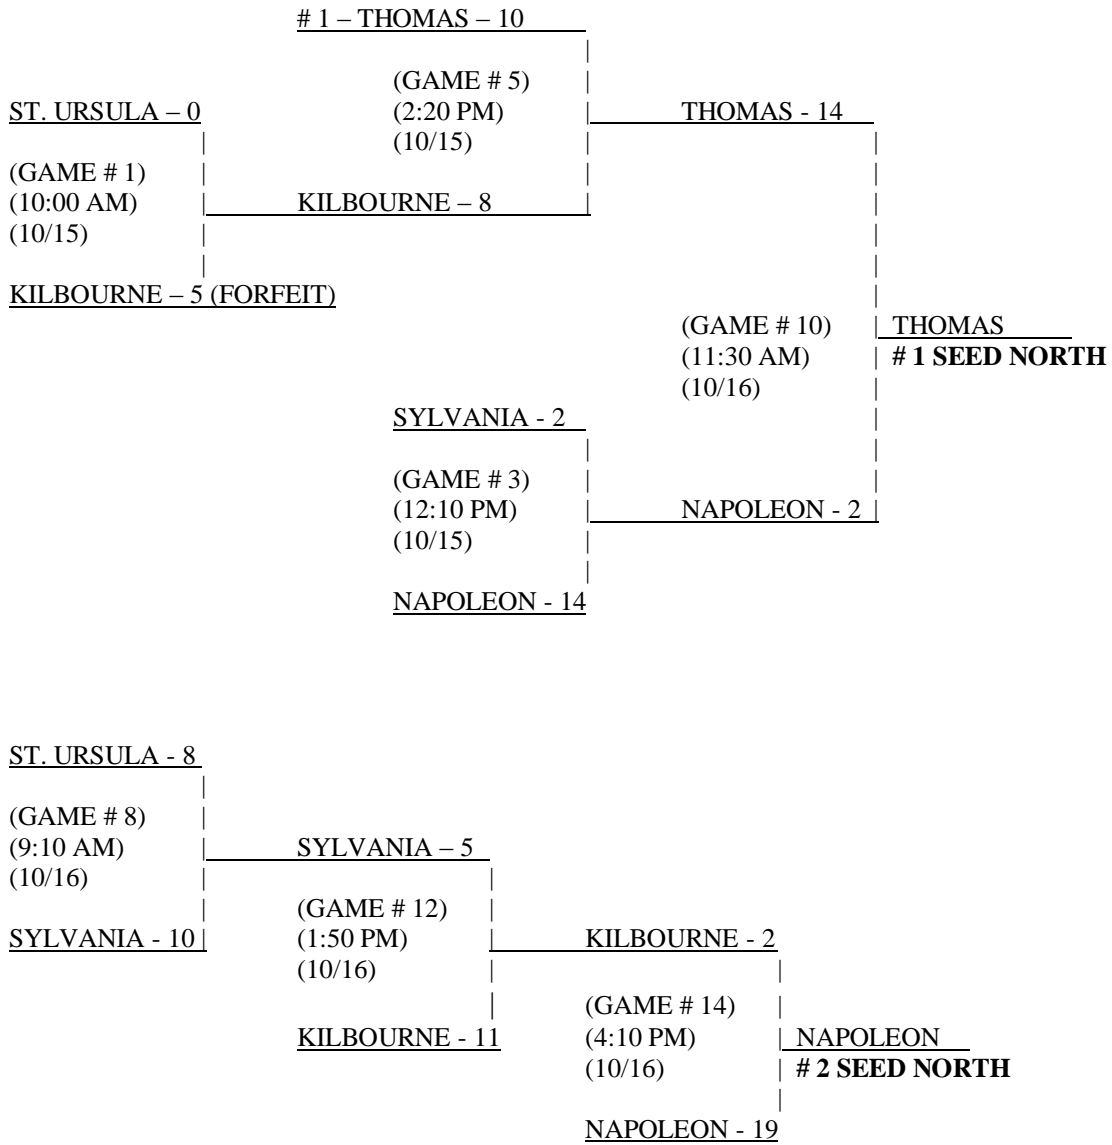 # 1 – THOMAS – 10
(GAME # 5)
ST. URSULA – 0 (2:20 PM) THOMAS - 14
(10/15)
(GAME # 1)
(10:00 AM) KILBOURNE – 8
(10/15)
KILBOURNE – 5 (FORFEIT)
(GAME # 10) THOMAS
(11:30 AM) # 1 SEED NORTH
(10/16)
SYLVANIA - 2
(GAME # 3)
(12:10 PM) NAPOLEON - 2
(10/15)
NAPOLEON - 14
ST. URSULA - 8
(GAME # 8)
(9:10 AM) SYLVANIA – 5
(10/16)
(GAME # 12)
SYLVANIA - 10 (1:50 PM) KILBOURNE - 2
(10/16)
(GAME # 14)
KILBOURNE - 11 (4:10 PM) NAPOLEON
(10/16) # 2 SEED NORTH
NAPOLEON - 19